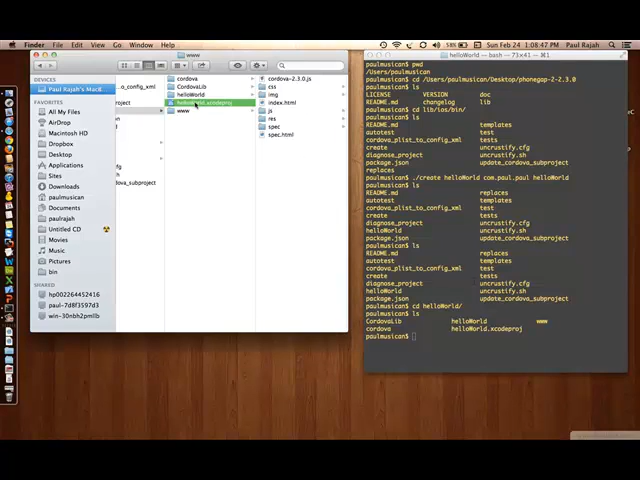 Finder File Edit View Go Window Help
Sun Feb 24 1:08:47 PM Paul Rajah
www
helloWorld — bash — 73×41 — ⌘1
DEVICES
Paul Rajah's MacB...
FAVORITES
All My Files
AirDrop
Macintosh HD
Dropbox
Desktop
Applications
Sites
Downloads
paulmusican
Documents
paulrajah
Untitled CD
Movies
Music
Pictures
bin
SHARED
hp002264452416
paul-7d8f3597d3
win-30nbh2pmllb
.o_config_xml
project
fg
dova_subproject
cordova
CordovaLib
helloWorld
helloWorld.xcodeproj
www
cordova-2.3.0.js
css
img
index.html
js
res
spec
spec.html
paulmusican$ pwd
/Users/paulmusican
paulmusican$ cd /Users/paulmusican/Desktop/phonegap-2-2.3.0
paulmusican$ ls
LICENSE VERSION doc
README.md changelog lib
paulmusican$ cd lib/ios/bin/
paulmusican$ ls
README.md templates
autotest test
cordova_plist_to_config_xml tests
create uncrustify.cfg
diagnose_project uncrustify.sh
package.json update_cordova_subproject
replaces
paulmusican$ ./create helloWorld com.paul.paul helloWorld
paulmusican$ ls
README.md replaces
autotest templates
cordova_plist_to_config_xml test
create tests
diagnose_project uncrustify.cfg
helloWorld uncrustify.sh
package.json update_cordova_subproject
paulmusican$ ls
README.md replaces
autotest templates
cordova_plist_to_config_xml test
create tests
diagnose_project uncrustify.cfg
helloWorld uncrustify.sh
package.json update_cordova_subproject
paulmusican$ cd helloWorld/
paulmusican$ ls
CordovaLib helloWorld www
cordova helloWorld.xcodeproj
paulmusican$